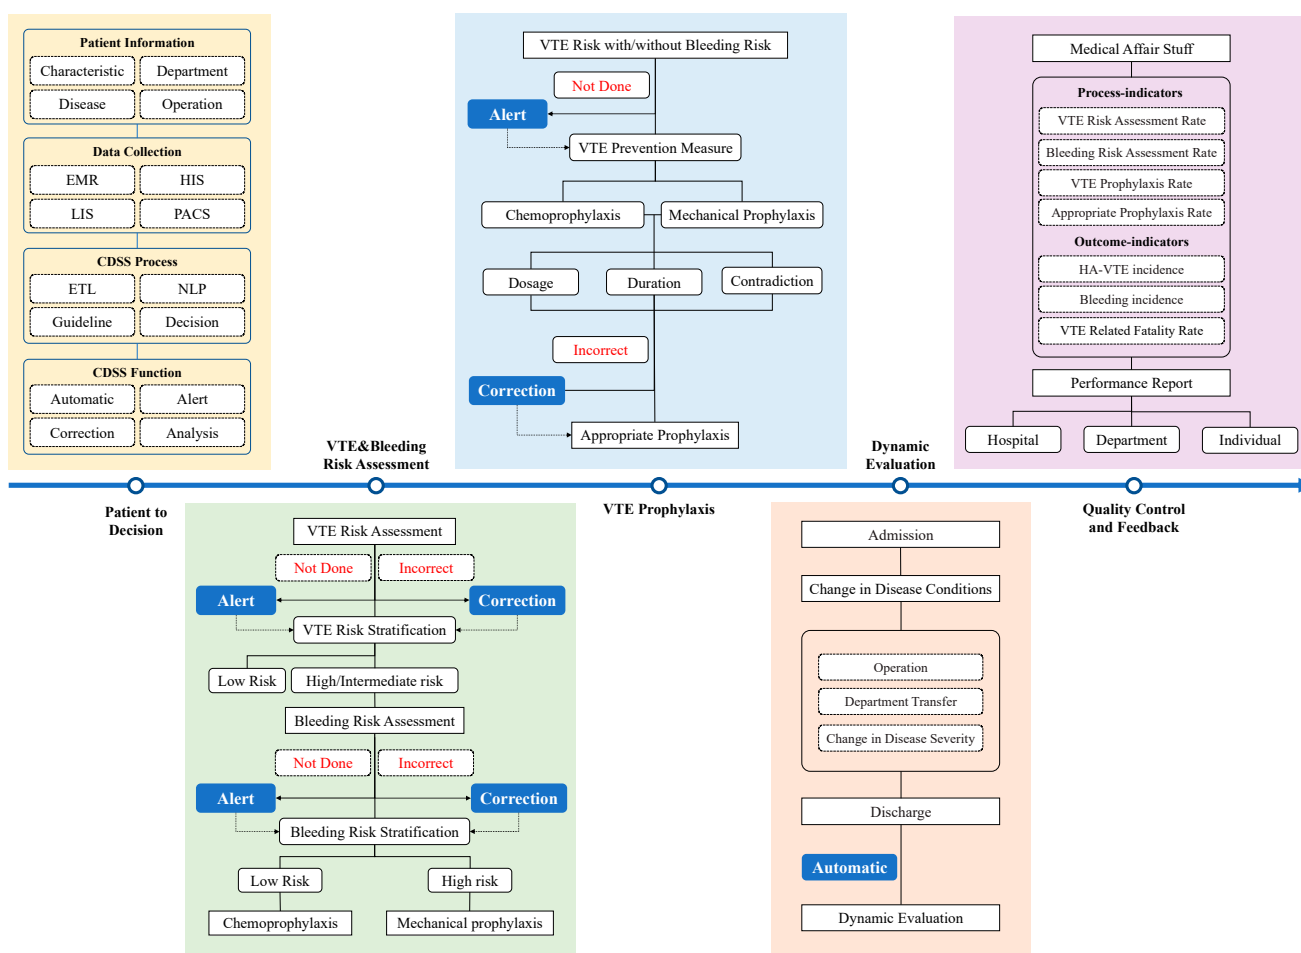 Patient Information
Characteristic
Department
Disease
Operation
Data Collection
EMR
HIS
LIS
PACS
CDSS Process
ETL
NLP
Guideline
Decision
CDSS Function
Automatic
Alert
Correction
Analysis
Patient to
Decision
VTE&Bleeding
Risk Assessment
VTE Risk Assessment
Not Done
Incorrect
Alert
Correction
VTE Risk Stratification
Low Risk
High/Intermediate risk
Bleeding Risk Assessment
Not Done
Incorrect
Alert
Correction
Bleeding Risk Stratification
Low Risk
High risk
Chemoprophylaxis
Mechanical prophylaxis
VTE Risk with/without Bleeding Risk
Not Done
Alert
VTE Prevention Measure
Chemoprophylaxis
Mechanical Prophylaxis
Dosage
Duration
Contradiction
Incorrect
Correction
Appropriate Prophylaxis
VTE Prophylaxis
Dynamic
Evaluation
Admission
Change in Disease Conditions
Operation
Department Transfer
Change in Disease Severity
Discharge
Automatic
Dynamic Evaluation
Medical Affair Stuff
Process-indicators
VTE Risk Assessment Rate
Bleeding Risk Assessment Rate
VTE Prophylaxis Rate
Appropriate Prophylaxis Rate
Outcome-indicators
HA-VTE incidence
Bleeding incidence
VTE Related Fatality Rate
Performance Report
Hospital
Department
Individual
Quality Control
and Feedback